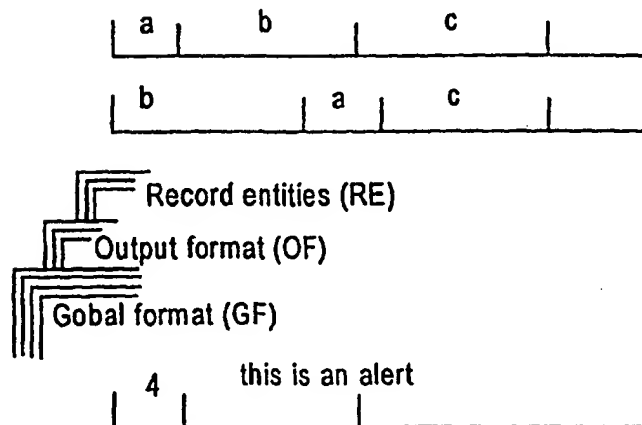 a b c
b a c
Record entities (RE)
Output format (OF)
Gobal format (GF)
4 this is an alert